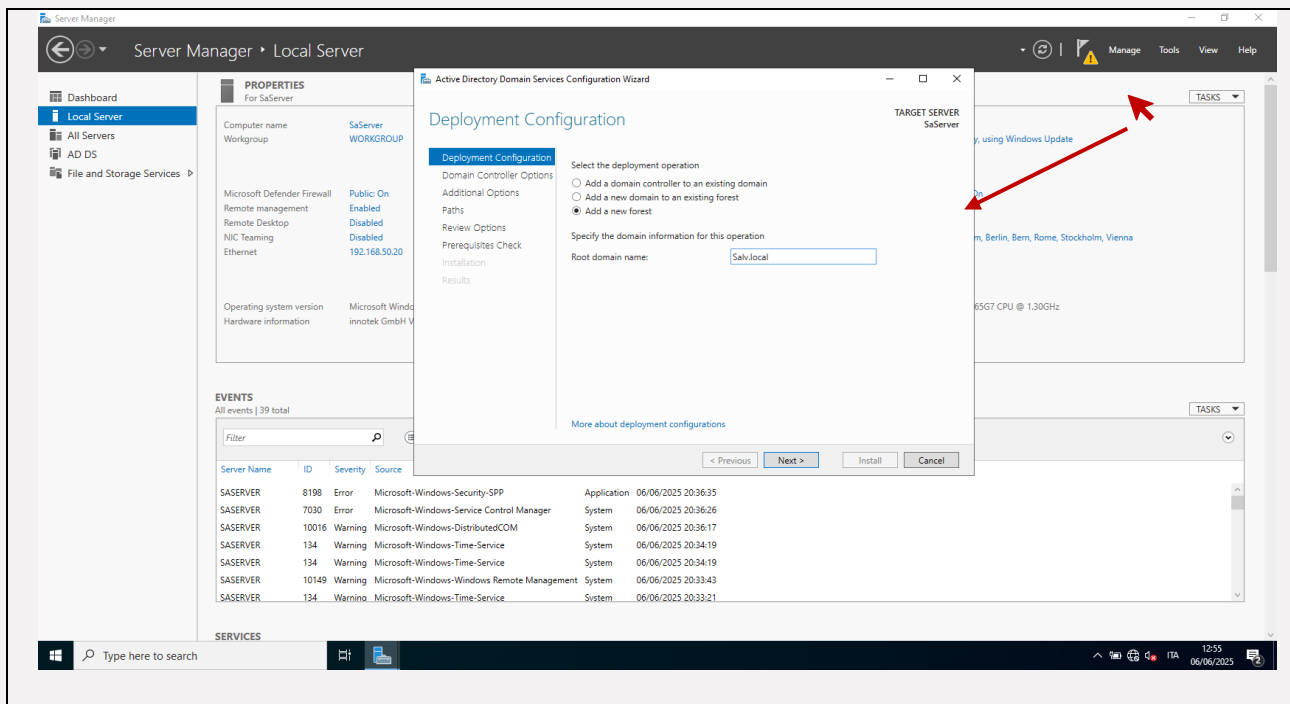 Server Manager
Server Manager • Local Server
Manage Tools View Help
Dashboard
Local Server
All Servers
AD DS
File and Storage Services
PROPERTIES
For SaServer
TASKS
Computer name SaServer
Workgroup WORKGROUP
y, using Windows Update
Microsoft Defender Firewall Public: On
Remote management Enabled
Remote Desktop Disabled
NIC Teaming Disabled
Ethernet 192.168.50.20
On
m, Berlin, Bern, Rome, Stockholm, Vienna
Operating system version Microsoft Windo
Hardware information innotek GmbH V
65G7 CPU @ 1.30GHz
Active Directory Domain Services Configuration Wizard
Deployment Configuration
TARGET SERVER
SaServer
Deployment Configuration
Domain Controller Options
Additional Options
Paths
Review Options
Prerequisites Check
Installation
Results
Select the deployment operation
Add a domain controller to an existing domain
Add a new domain to an existing forest
Add a new forest
Specify the domain information for this operation
Root domain name: Salv.local
More about deployment configurations
< Previous Next > Install Cancel
EVENTS
All events | 39 total
TASKS
Filter
Server Name ID Severity Source
SASERVER 8198 Error Microsoft-Windows-Security-SPP Application 06/06/2025 20:36:35
SASERVER 7030 Error Microsoft-Windows-Service Control Manager System 06/06/2025 20:36:26
SASERVER 10016 Warning Microsoft-Windows-DistributedCOM System 06/06/2025 20:36:17
SASERVER 134 Warning Microsoft-Windows-Time-Service System 06/06/2025 20:34:19
SASERVER 134 Warning Microsoft-Windows-Time-Service System 06/06/2025 20:34:19
SASERVER 10149 Warning Microsoft-Windows-Windows Remote Management System 06/06/2025 20:33:43
SASERVER 134 Warning Microsoft-Windows-Time-Service System 06/06/2025 20:33:21
SERVICES
Type here to search
ITA
12:55
06/06/2025
2